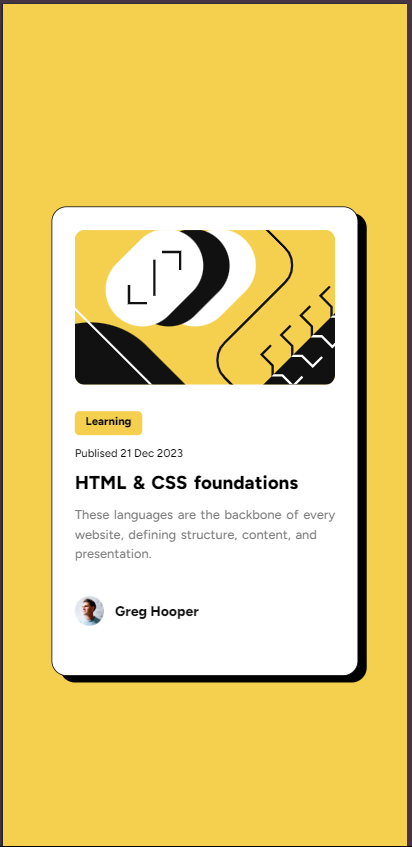 Learning
Publised 21 Dec 2023
HTML & CSS foundations
These languages are the backbone of every
website, defining structure, content, and
presentation.
Greg Hooper